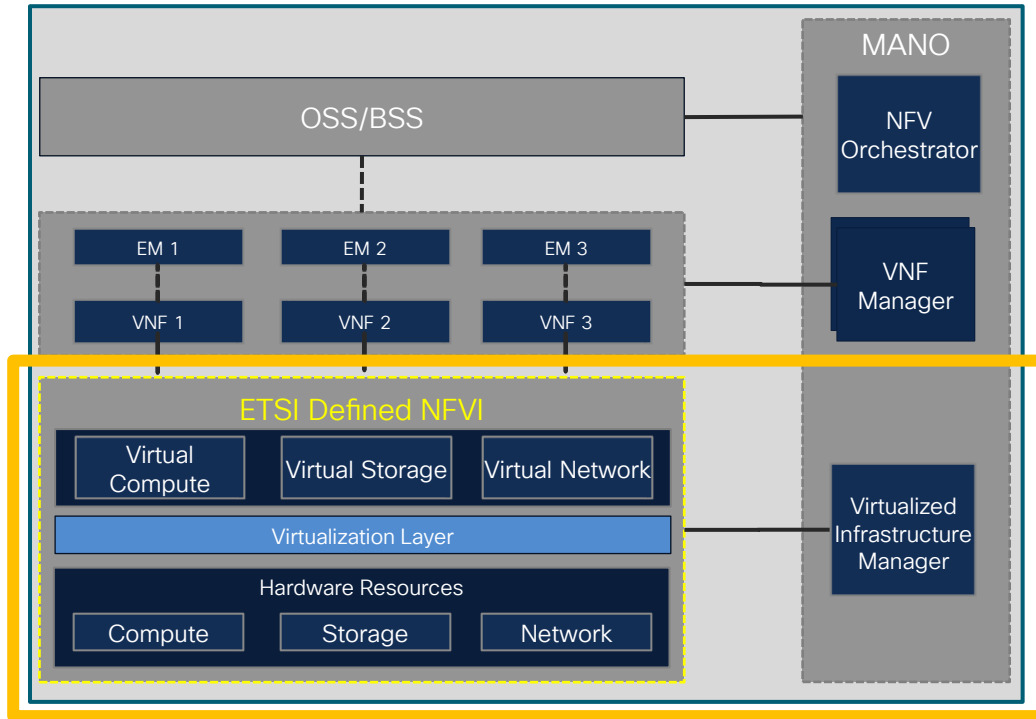 MANO
OSS/BSS
NFV
Orchestrator
EM 1
EM 2
EM 3
VNF
Manager
VNF 1
VNF 2
VNF 3
ETSI Defined NFVI
Virtual
Compute
Virtual Storage
Virtual Network
Virtualization Layer
Virtualized
Infrastructure
Manager
Hardware Resources
Compute
Storage
Network